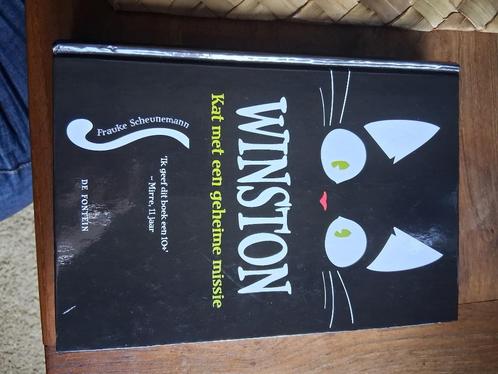 WINSTON
Kat met een geheime missie
Frauke Scheunemann
'Ik geef dit boek een 10+'
– Mirre, 11 jaar
DE FONTEIN